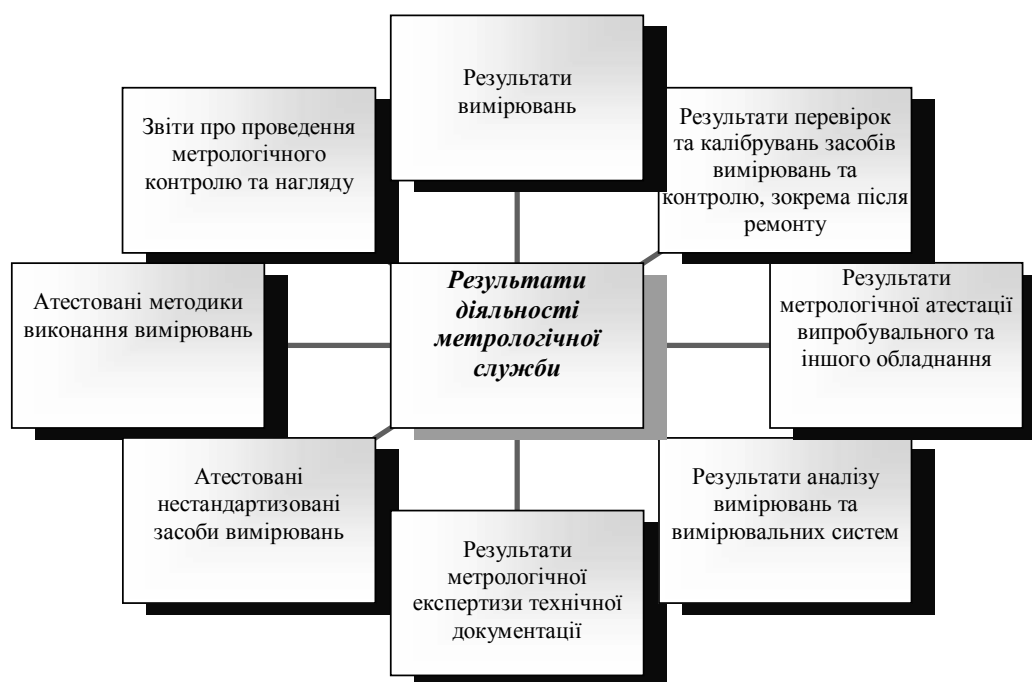 Результати
вимірювань
Звіти про проведення
метрологічного
контролю та нагляду
Результати перевірок
та калібрувань засобів
вимірювань та
контролю, зокрема після
ремонту
Атестовані методики
виконання вимірювань
Результати
діяльності
метрологічної
служби
Результати
метрологічної атестації
випробувального та
іншого обладнання
Атестовані
нестандартизовані
засоби вимірювань
Результати
метрологічної
експертизи технічної
документації
Результати аналізу
вимірювань та
вимірювальних систем